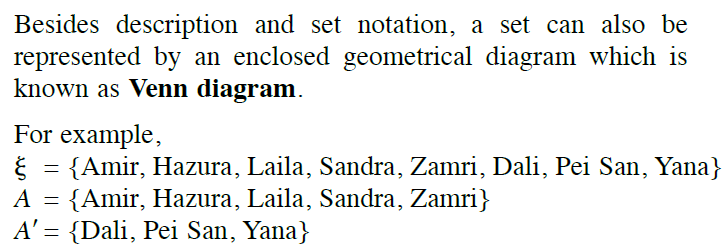 Besides description and set notation, a set can also be
represented by an enclosed geometrical diagram which is
known as Venn diagram.
For example,
ξ = {Amir, Hazura, Laila, Sandra, Zamri, Dali, Pei San, Yana}
A = {Amir, Hazura, Laila, Sandra, Zamri}
A′ = {Dali, Pei San, Yana}